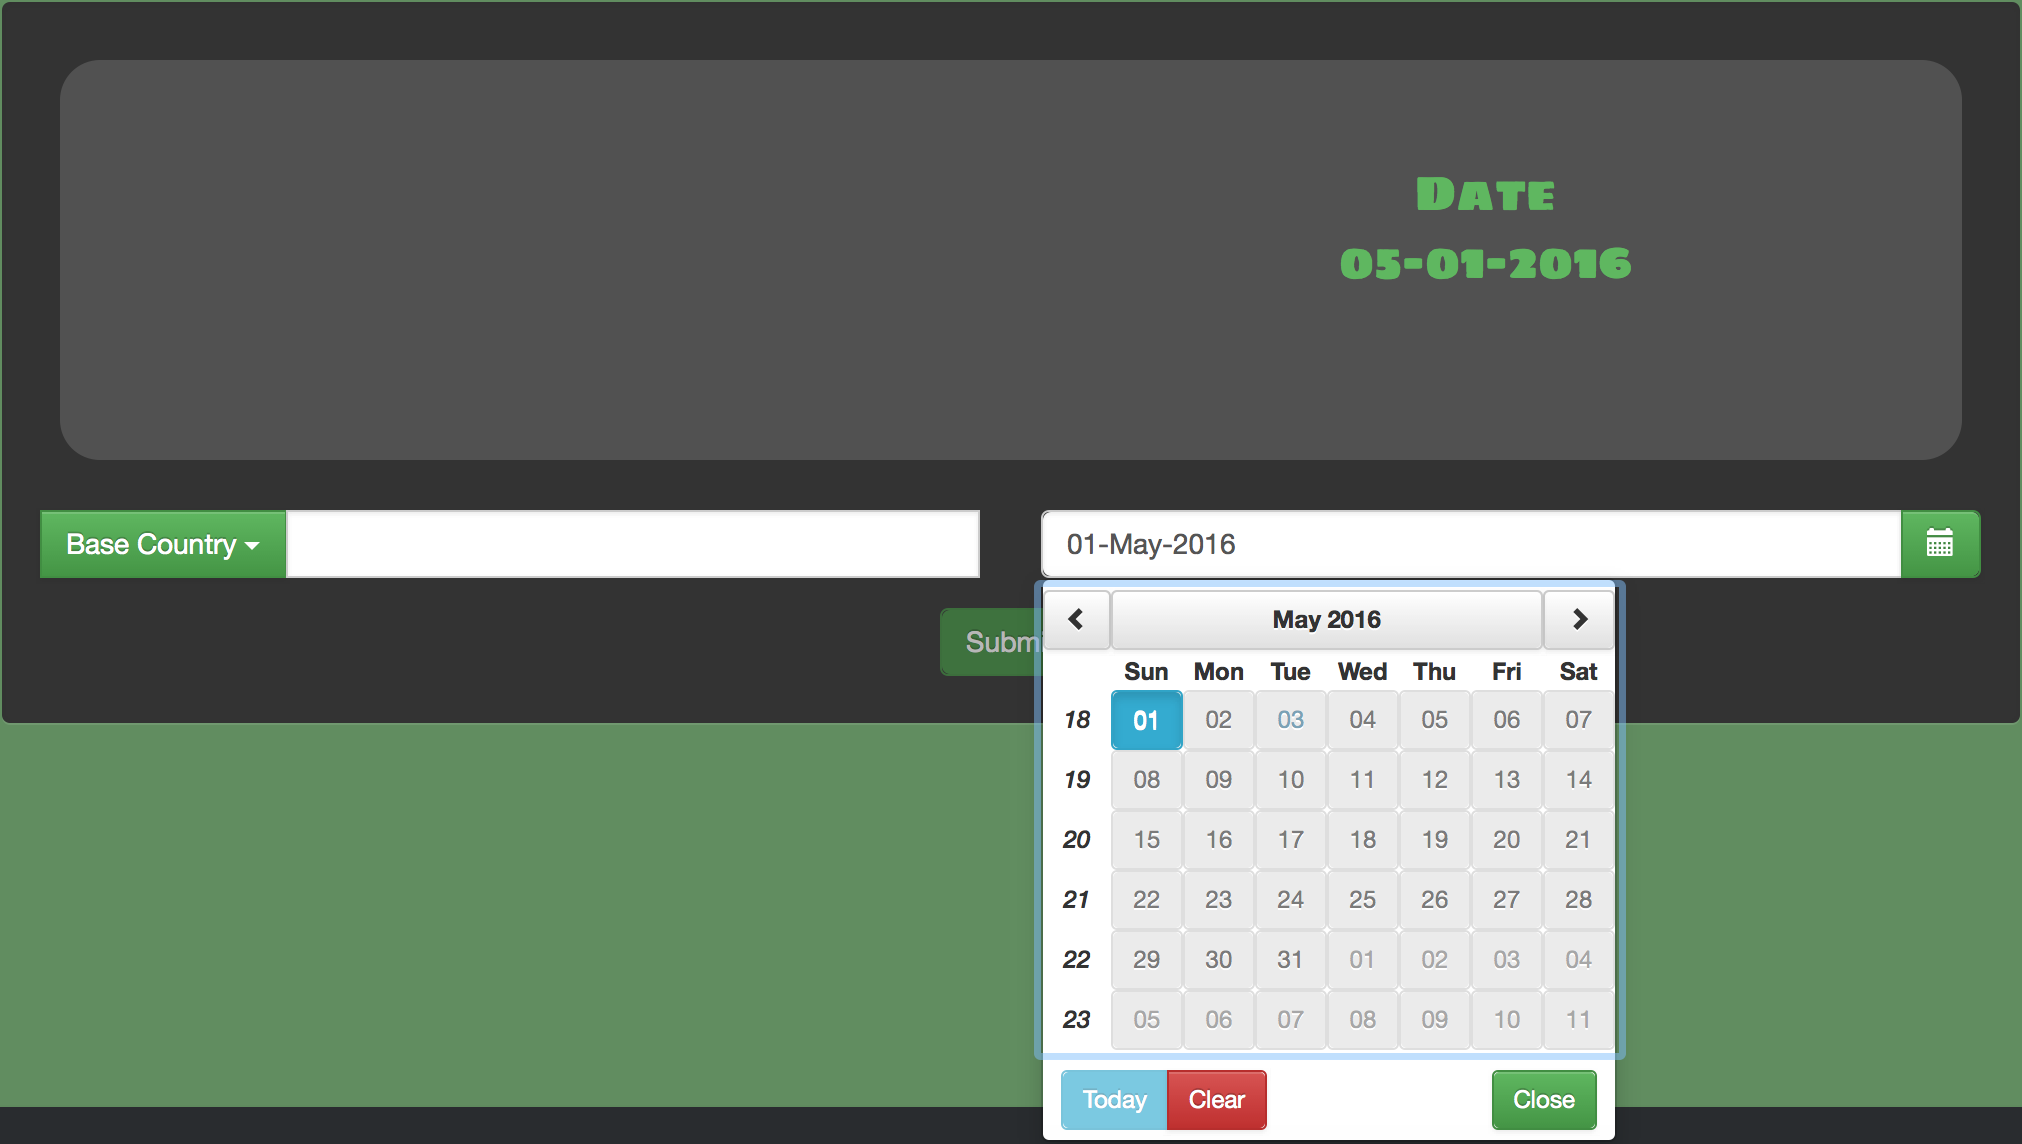 Date
05-01-2016
Base Country
01-May-2016
Submi
May 2016
Sun Mon Tue Wed Thu Fri Sat
18 01 02 03 04 05 06 07
19 08 09 10 11 12 13 14
20 15 16 17 18 19 20 21
21 22 23 24 25 26 27 28
22 29 30 31 01 02 03 04
23 05 06 07 08 09 10 11
Today Clear Close